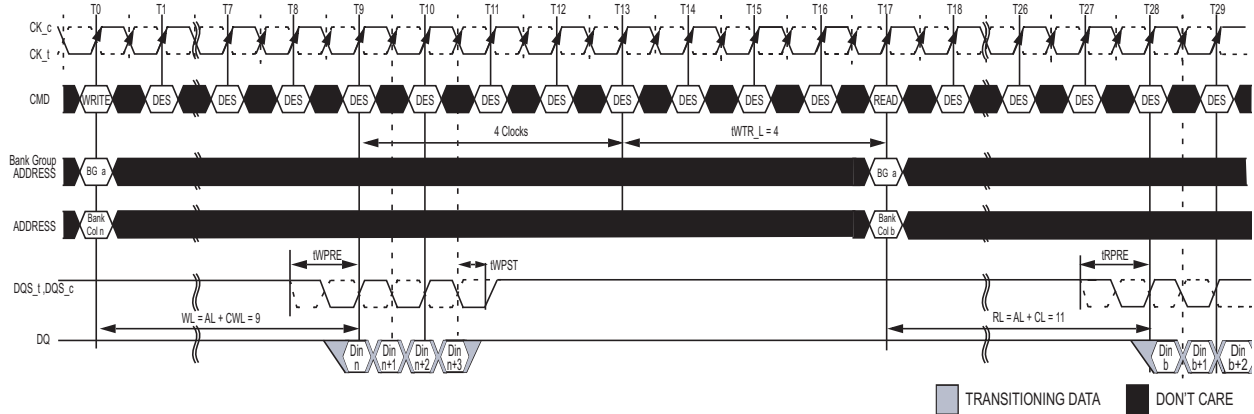 T0 T1 T7 T8 T9 T10 T11 T12 T13 T14 T15 T16 T17 T18 T26 T27 T28 T29
CK_c
CK_t
CMD WRITE DES DES DES DES DES DES DES DES DES DES DES READ DES DES DES DES DES
4 Clocks tWTR_L = 4
Bank Group
ADDRESS BG a BG a
ADDRESS Bank
Col n Bank
Col b
tWPRE tWPST tRPRE
DQS_t ,DQS_c
WL = AL + CWL = 9 RL = AL + CL = 11
DQ Din
n Din
n+1 Din
n+2 Din
n+3 Din
b Din
b+1 Din
b+2
TRANSITIONING DATA DON'T CARE